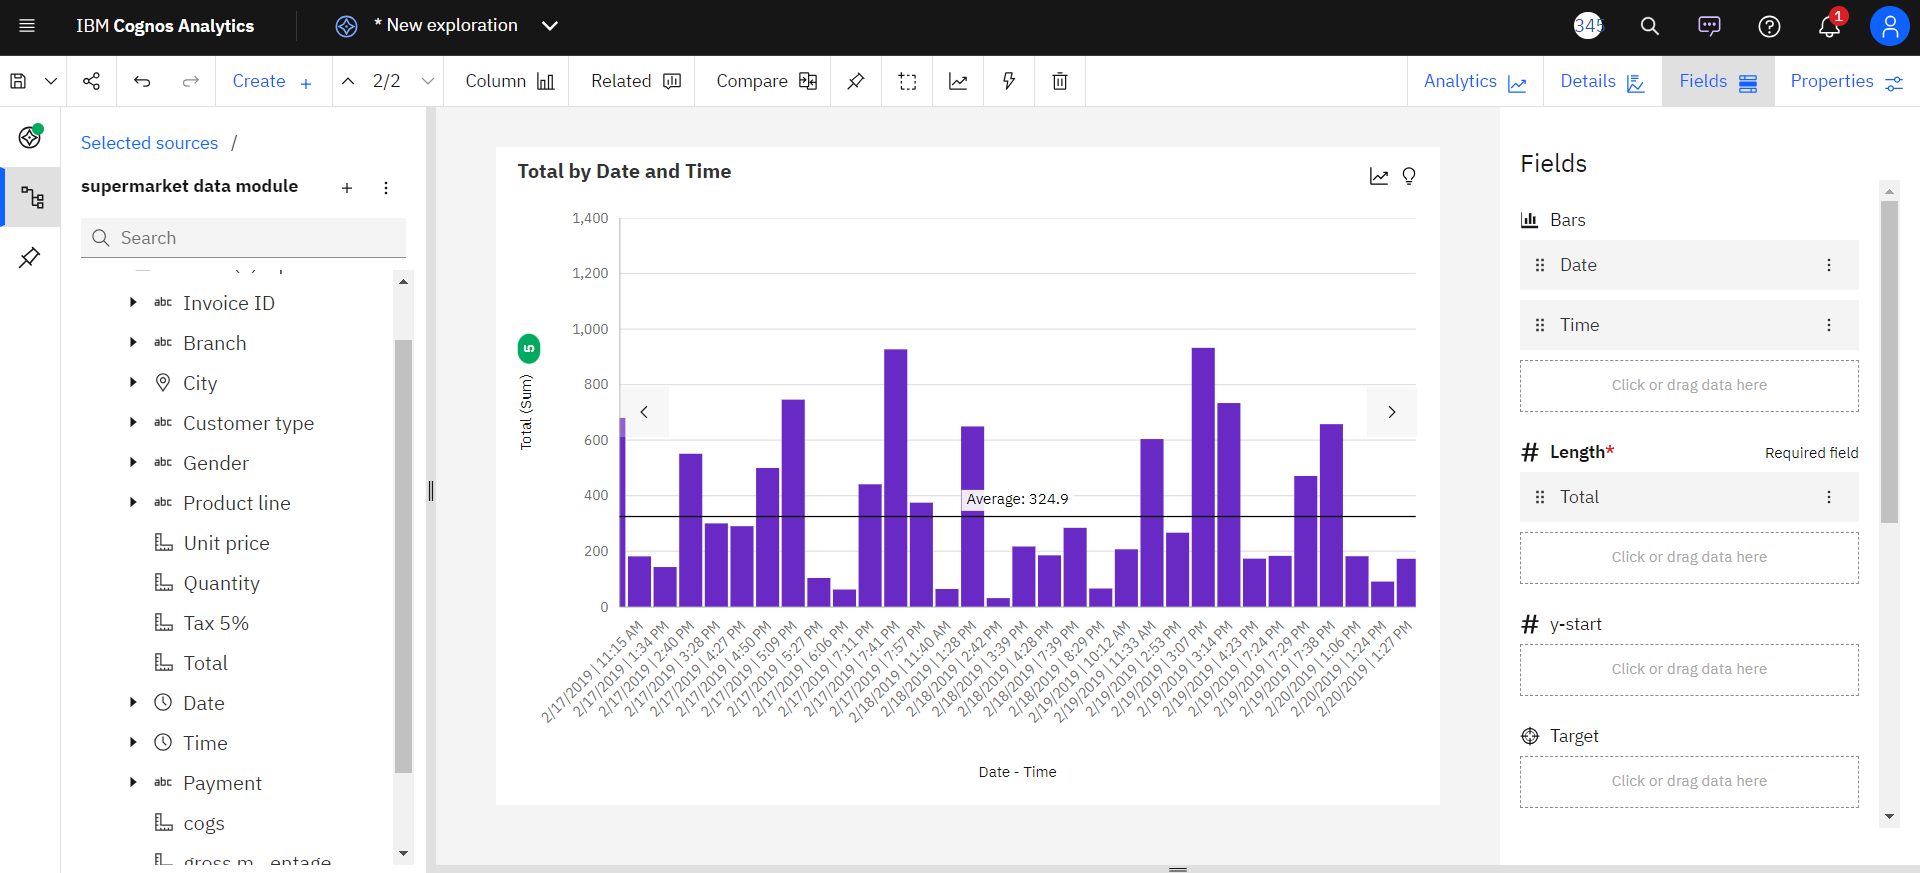 IBM Cognos Analytics
* New exploration
345
1
Create
2/2
Column
Related
Compare
Analytics
Details
Fields
Properties
Selected sources /
supermarket data module
Search
abc Invoice ID
abc Branch
City
abc Customer type
abc Gender
abc Product line
Unit price
Quantity
Tax 5%
Total
Date
Time
abc Payment
cogs
gross m...entage
Total by Date and Time
5
Total (Sum)
1,400
1,200
1,000
800
600
400
200
0
Average: 324.9
2/17/2019 | 11:15 AM
2/17/2019 | 1:34 PM
2/17/2019 | 2:40 PM
2/17/2019 | 3:28 PM
2/17/2019 | 4:27 PM
2/17/2019 | 4:50 PM
2/17/2019 | 5:09 PM
2/17/2019 | 5:27 PM
2/17/2019 | 6:06 PM
2/17/2019 | 7:11 PM
2/17/2019 | 7:41 PM
2/17/2019 | 7:57 PM
2/18/2019 | 11:40 AM
2/18/2019 | 1:28 PM
2/18/2019 | 2:42 PM
2/18/2019 | 3:39 PM
2/18/2019 | 4:28 PM
2/18/2019 | 7:39 PM
2/18/2019 | 8:29 PM
2/19/2019 | 10:12 AM
2/19/2019 | 11:33 AM
2/19/2019 | 2:53 PM
2/19/2019 | 3:07 PM
2/19/2019 | 3:14 PM
2/19/2019 | 4:23 PM
2/19/2019 | 7:24 PM
2/19/2019 | 7:29 PM
2/19/2019 | 7:38 PM
2/20/2019 | 1:06 PM
2/20/2019 | 1:24 PM
2/20/2019 | 1:27 PM
Date - Time
Fields
Bars
Date
Time
Click or drag data here
Length* Required field
Total
Click or drag data here
y-start
Click or drag data here
Target
Click or drag data here